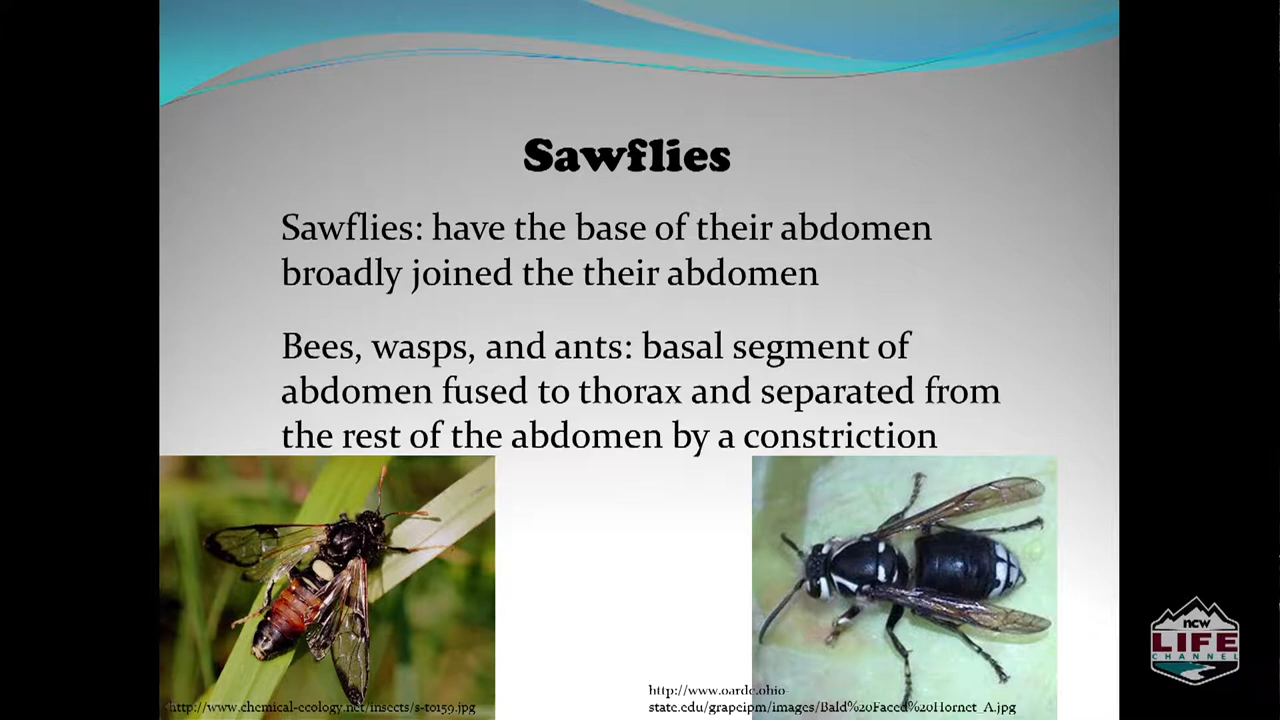 Sawflies
Sawflies: have the base of their abdomen
broadly joined the their abdomen
Bees, wasps, and ants: basal segment of
abdomen fused to thorax and separated from
the rest of the abdomen by a constriction
http://www.chemical-ecology.net/insects/s-to159.jpg
http://www.oardc.ohio-
state.edu/grapeipm/images/Bald%20Faced%20Hornet_A.jpg
ncw
LIFE
CHANNEL